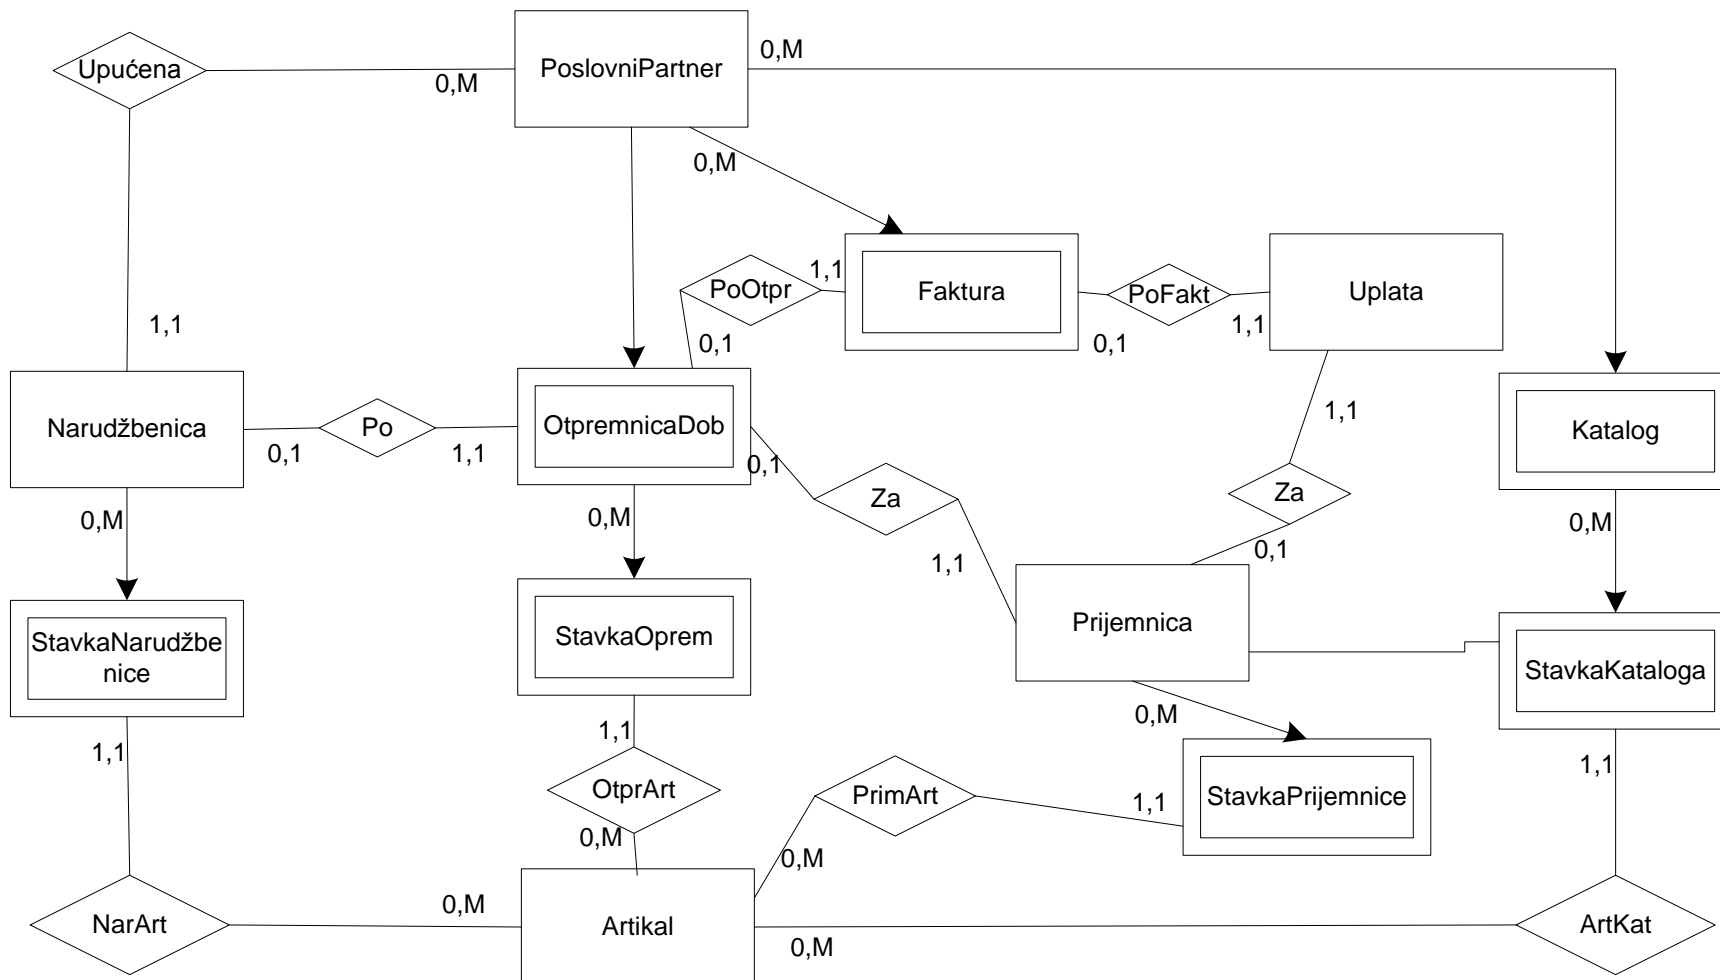 0,M
Upućena
PoslovniPartner
0,M
0,M
1,1
PoOtpr
1,1
Faktura
PoFakt
Uplata
1,1
0,1
0,1
1,1
Narudžbenica
Po
OtpremnicaDob
1,1
Katalog
0,1
1,1
0,1
Za
Za
0,M
0,M
0,M
1,1
0,1
StavkaNarudžbe
nice
StavkaOprem
Prijemnica
StavkaKataloga
1,1
1,1
0,M
1,1
OtprArt
PrimArt
1,1
StavkaPrijemnice
0,M
0,M
NarArt
0,M
Artikal
0,M
ArtKat